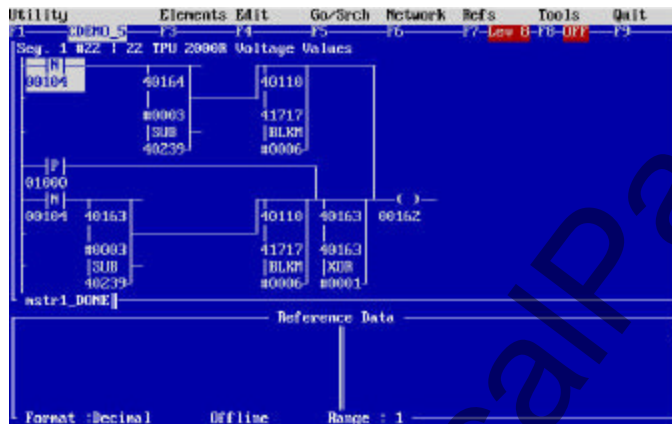 Utility Elements Edit Go/Srch Network Refs Tools Quit
F1 :DEMO_5 F3 F4 F5 F6 F7-Lev 8-F8-OFF-F9
Seg. 1 #22 | 22 TPU 2000R Voltage Values
N
00104 40164 40110
#0003 41717
SUB BLKM
40239 #0006
P
01000
N ( )
00104 40163 40110 40163 00162
#0003 41717 40163
SUB BLKM XOR
40239 #0006 #0001
mstr1_DONE
Reference Data
Format :Decimal Offline Range : 1